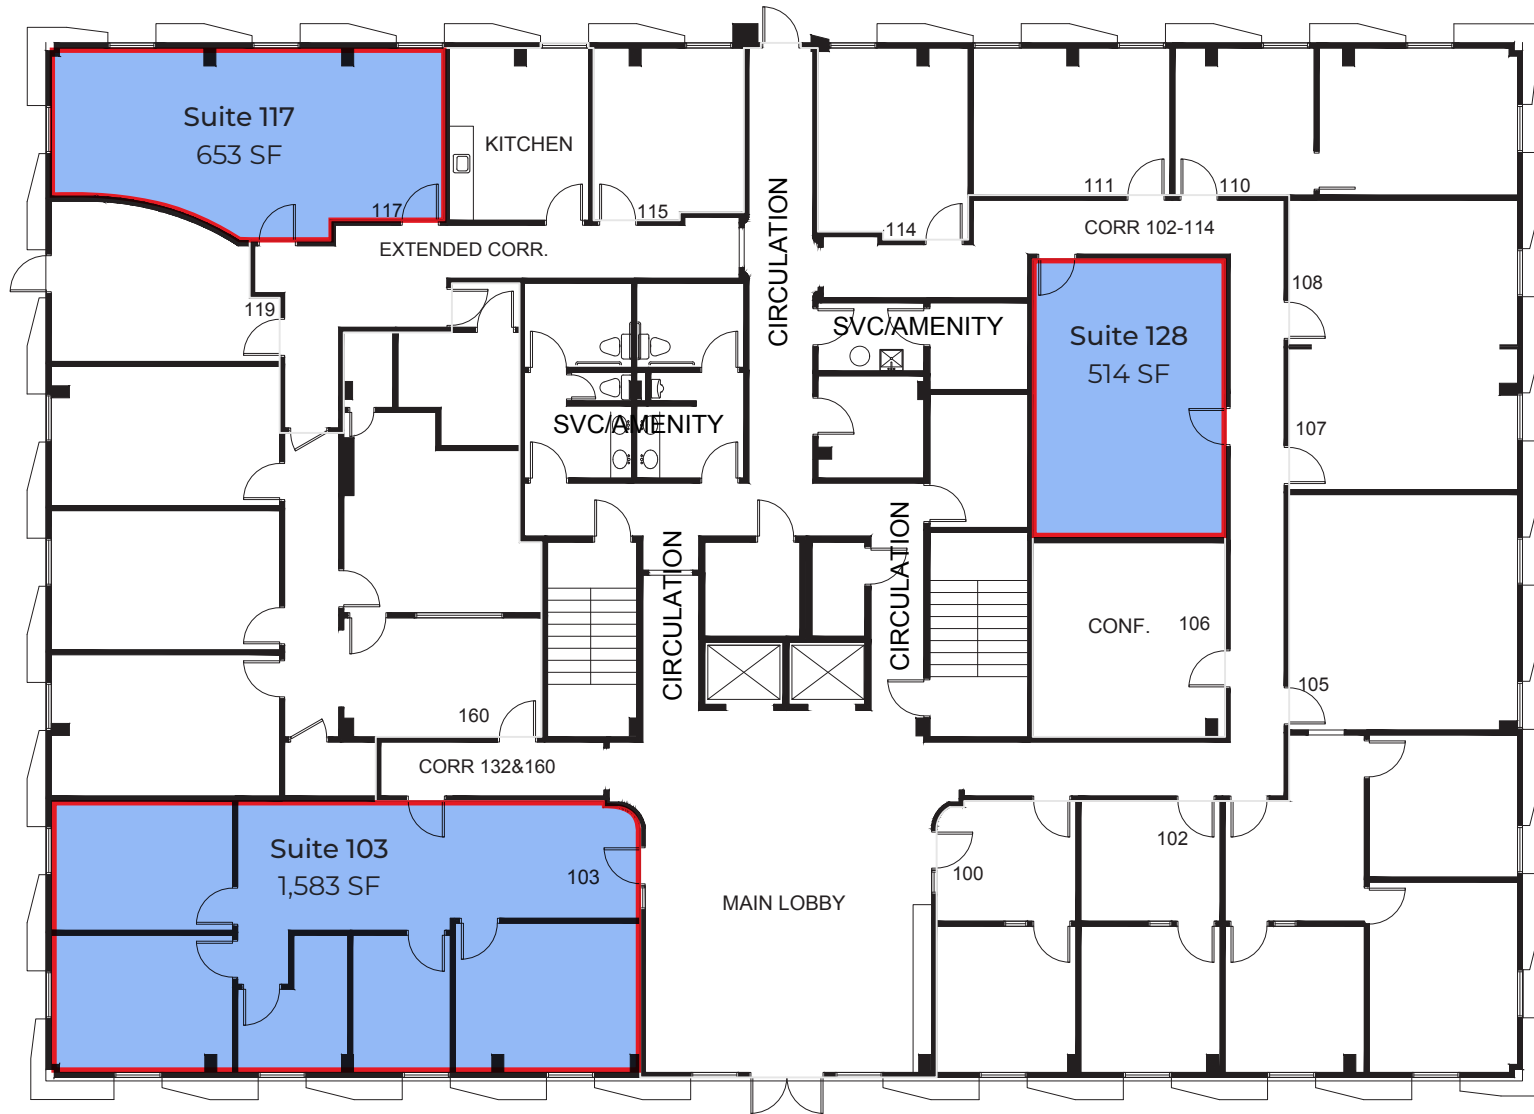 Suite 117
653 SF
KITCHEN
117
115
EXTENDED CORR.
CIRCULATION
114
111
110
CORR 102-114
119
108
SVC/AMENITY
Suite 128
514 SF
SVC/AMENITY
107
CIRCULATION
CIRCULATION
CONF.
106
105
160
CORR 132&160
Suite 103
1,583 SF
103
MAIN LOBBY
100
102